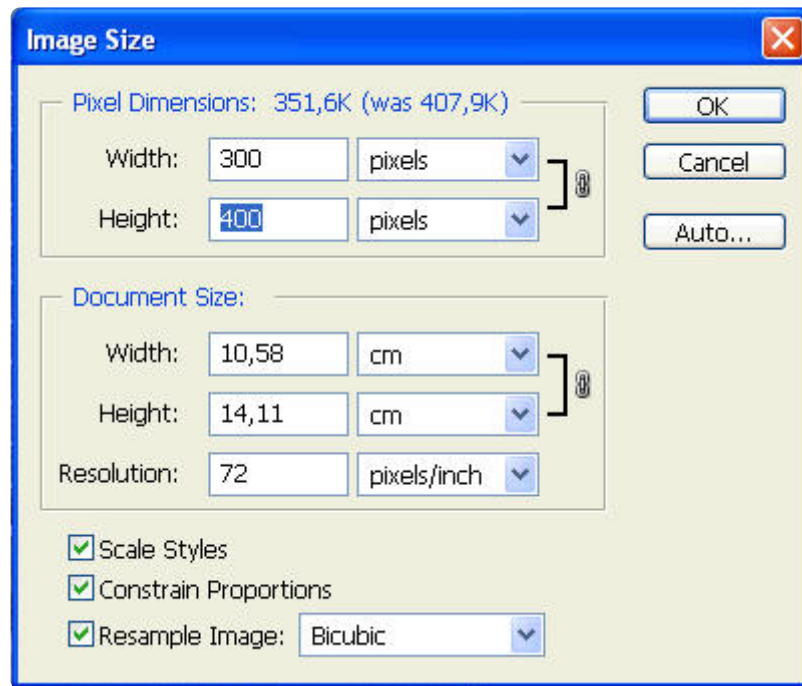 Image Size
Pixel Dimensions: 351,6K (was 407,9K)
OK
Width: 300 pixels
Cancel
Height: 400 pixels
Auto...
Document Size:
Width: 10,58 cm
Height: 14,11 cm
Resolution: 72 pixels/inch
Scale Styles
Constrain Proportions
Resample Image: Bicubic